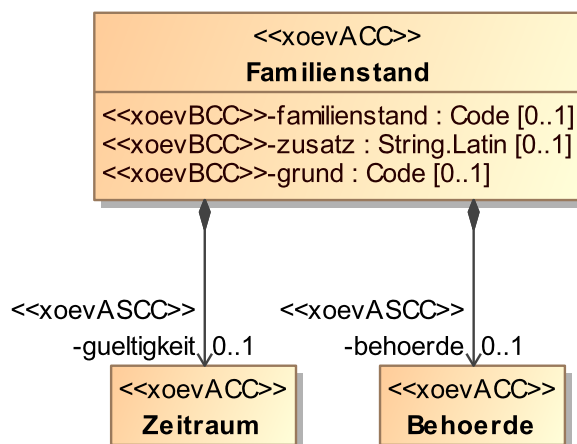 <<xoevACC>>
Familienstand
<<xoevBCC>>-familienstand : Code [0..1]
<<xoevBCC>>-zusatz : String.Latin [0..1]
<<xoevBCC>>-grund : Code [0..1]
<<xoevASCC>>
-gueltigkeit 0..1
<<xoevASCC>>
-behoerde 0..1
<<xoevACC>>
Zeitraum
<<xoevACC>>
Behoerde